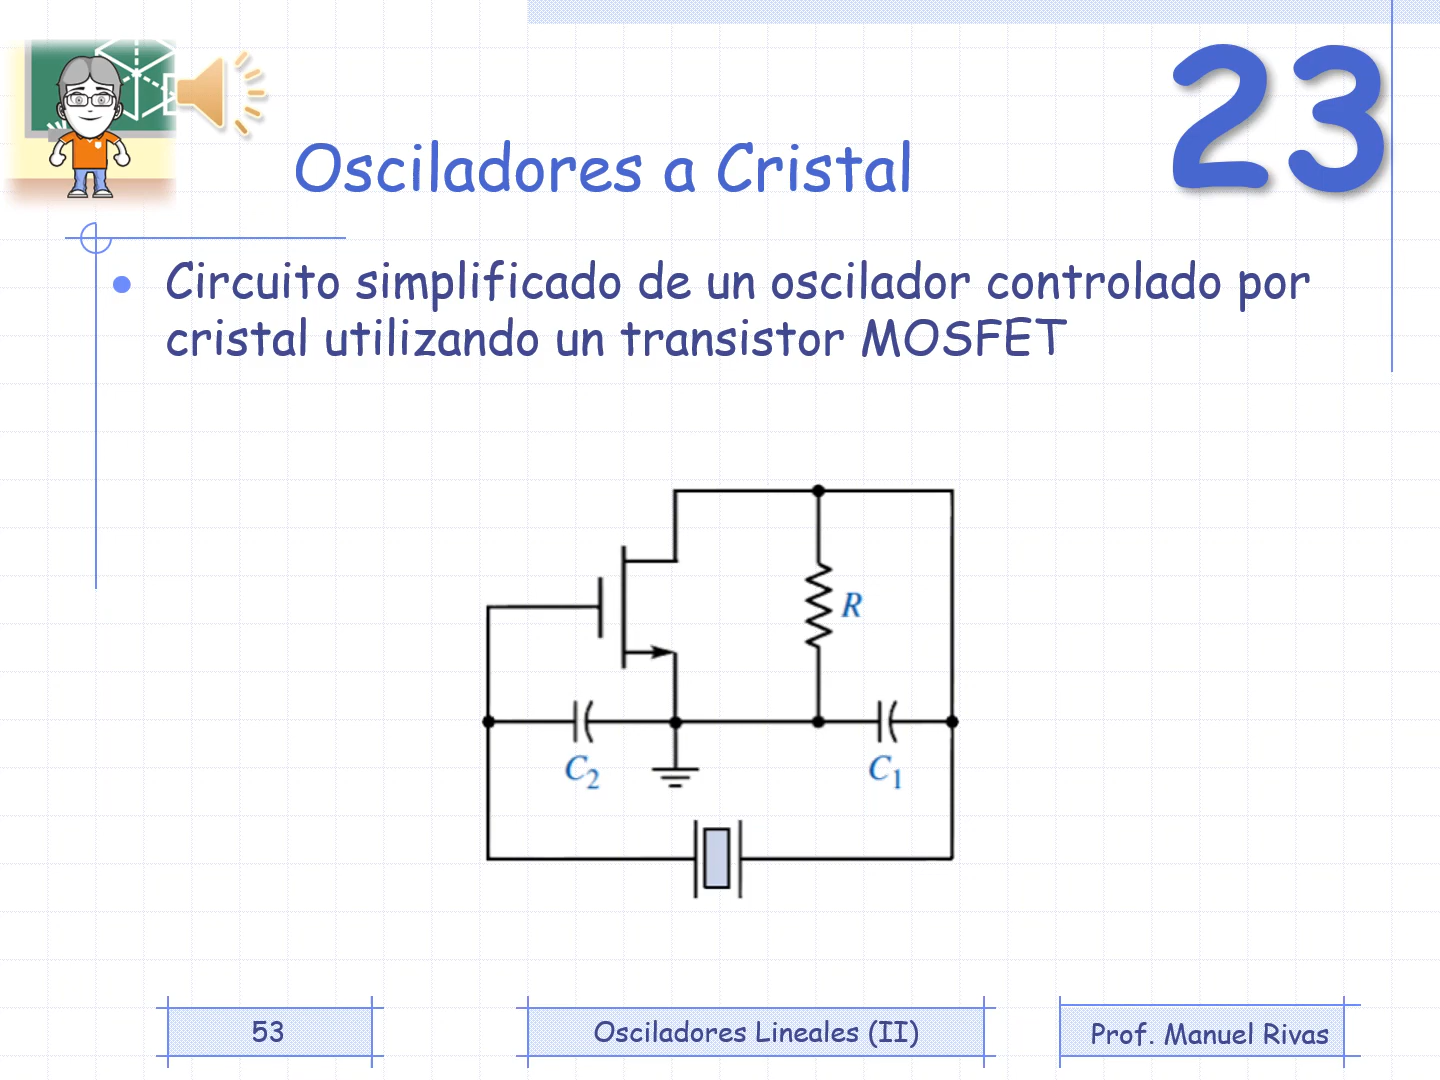 23
Osciladores a Cristal
Circuito simplificado de un oscilador controlado por
cristal utilizando un transistor MOSFET
R
C2
C1
53
Osciladores Lineales (II)
Prof. Manuel Rivas